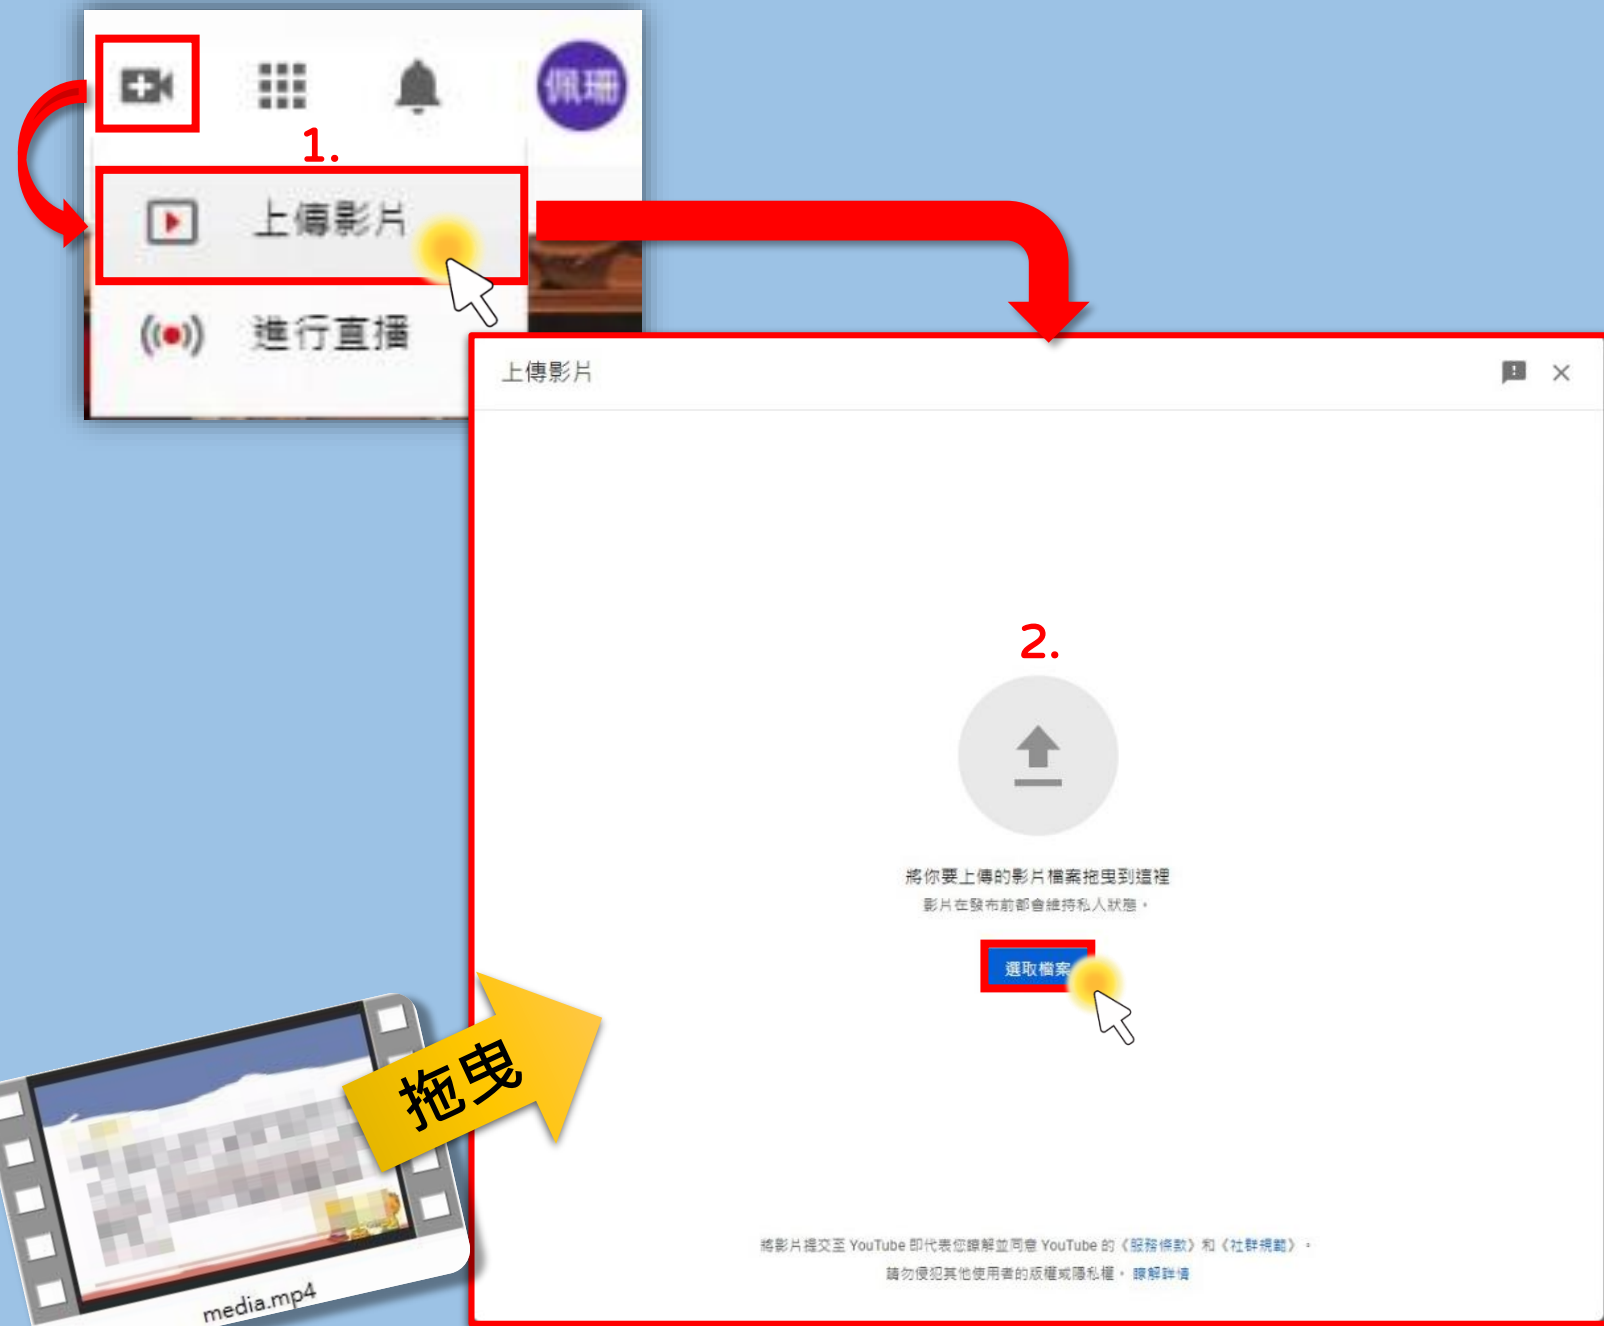 佩珊
1.
上傳影片
進行直播
上傳影片
2.
將你要上傳的影片檔案拖曳到這裡
影片在發布前都會維持私人狀態。
選取檔案
拖曳
media.mp4
將影片提交至 YouTube 即代表您瞭解並同意 YouTube 的《服務條款》和《社群規範》。
請勿侵犯其他使用者的版權或隱私權。瞭解詳情